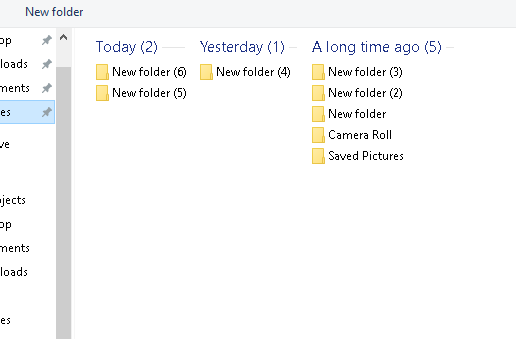 New folder
op
loads
ments
es
ve
jects
op
ments
loads
es
Today (2)
New folder (6)
New folder (5)
Yesterday (1)
New folder (4)
A long time ago (5)
New folder (3)
New folder (2)
New folder
Camera Roll
Saved Pictures